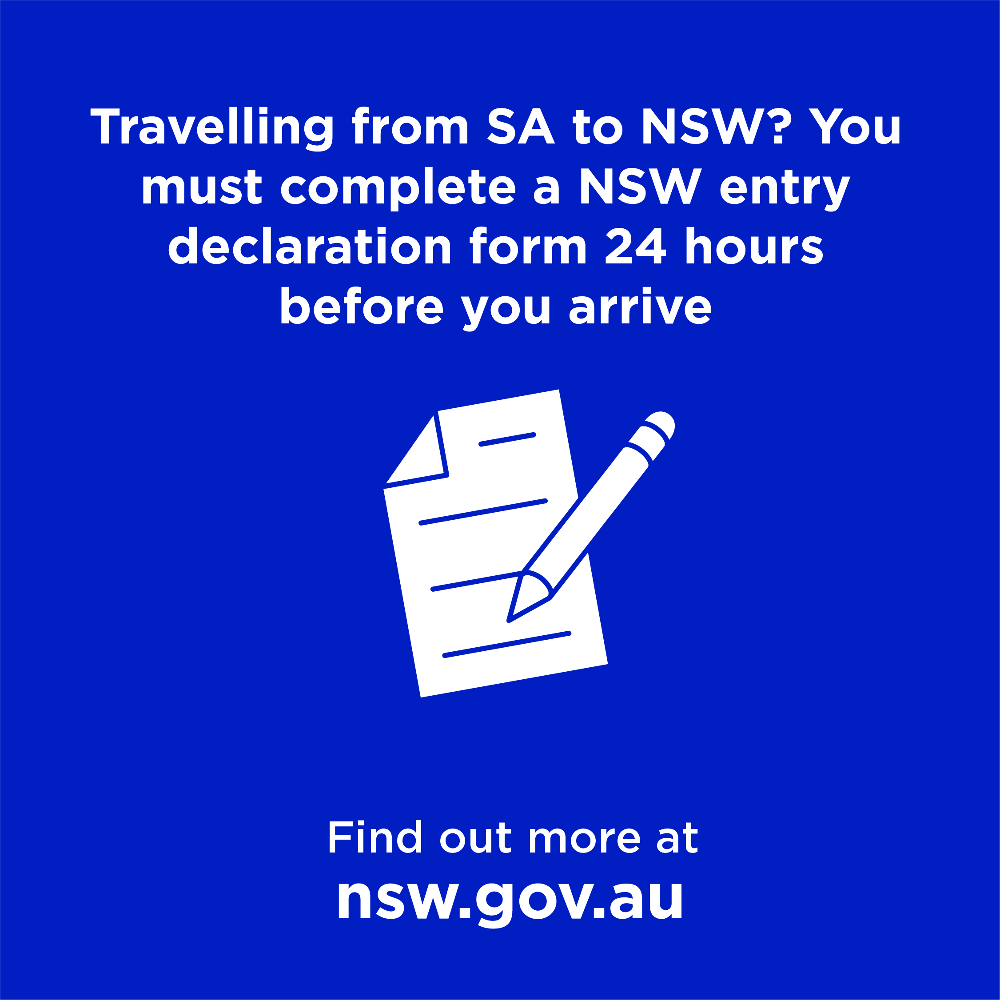 Travelling from SA to NSW? You
must complete a NSW entry
declaration form 24 hours
before you arrive
Find out more at
nsw.gov.au